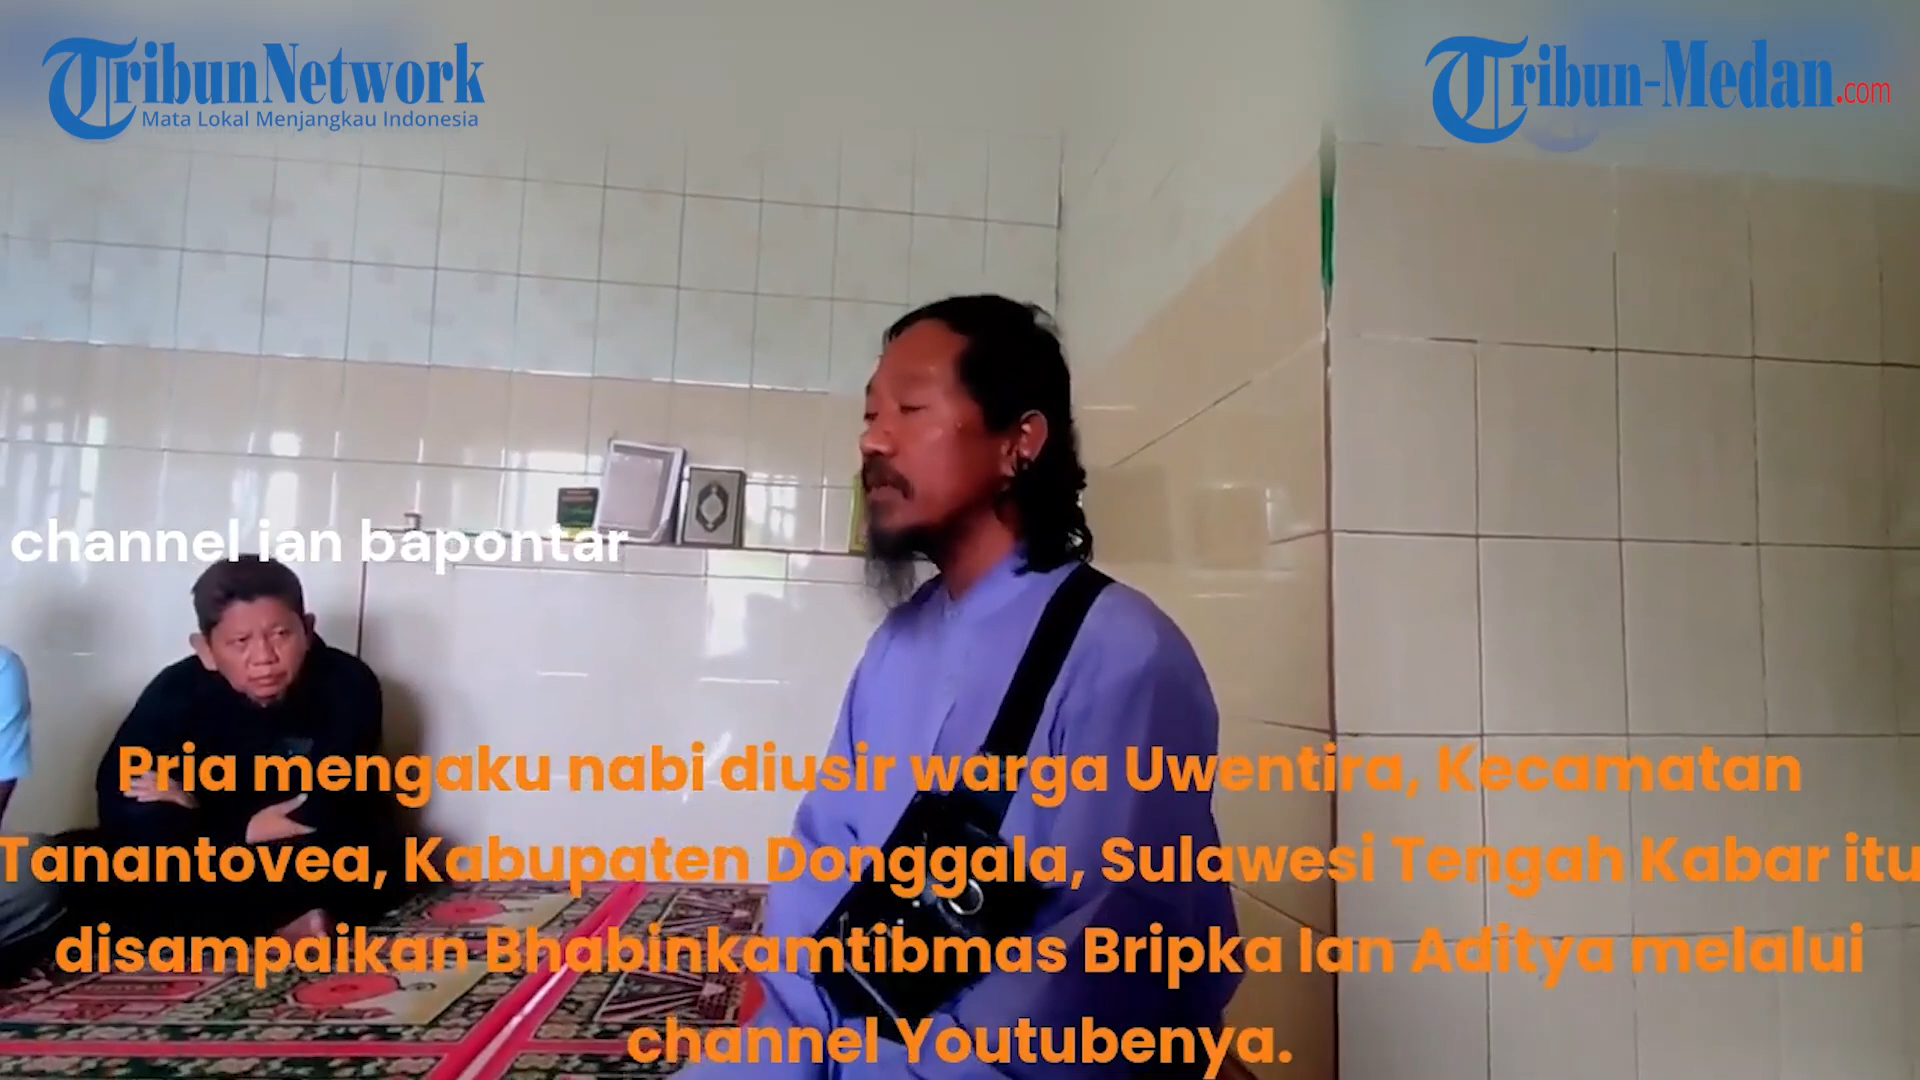 TribunNetwork
Mata Lokal Menjangkau Indonesia
Tribun-Medan.com
channel ian bapontar
Pria mengaku nabi diusir warga Uwentira, Kecamatan
Tanantovea, Kabupaten Donggala, Sulawesi Tengah Kabar itu
disampaikan Bhabinkamtibmas Bripka Ian Aditya melalui
channel Youtubenya.